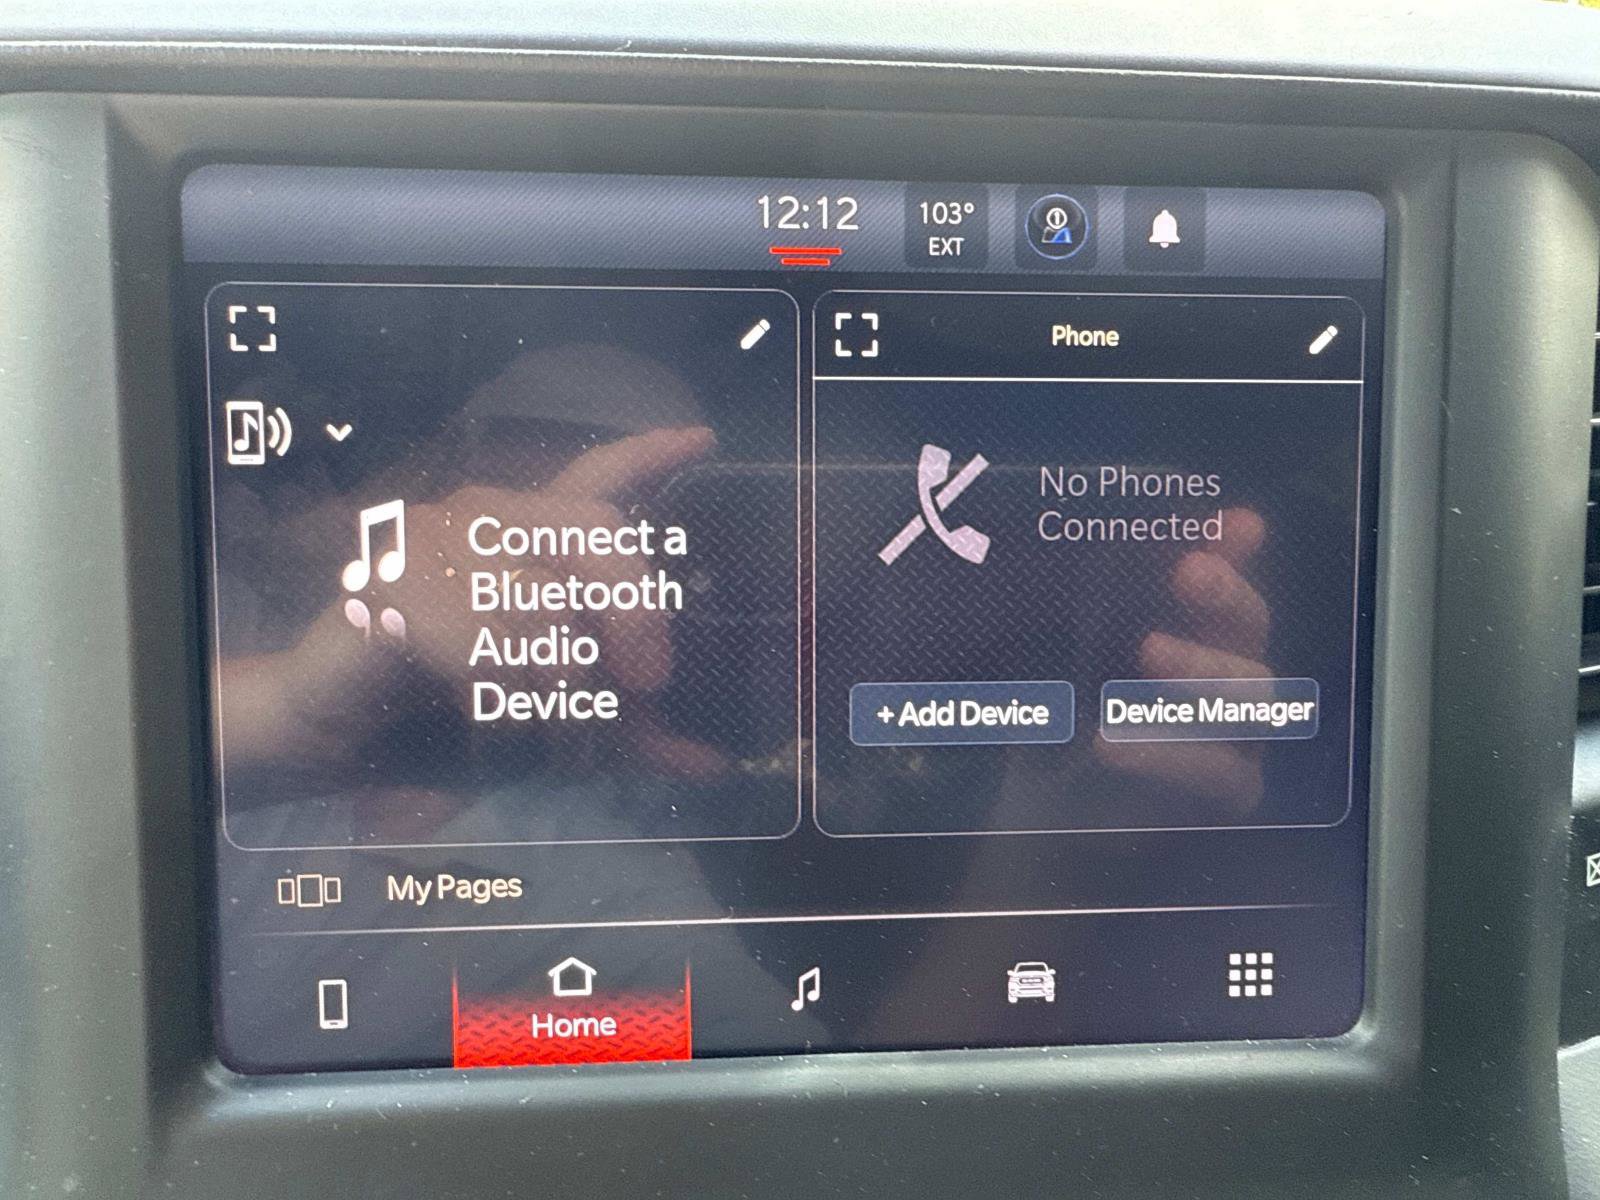 12:12
103°
EXT
1
Phone
No Phones
Connected
Connect a
Bluetooth
Audio
Device
+ Add Device
Device Manager
My Pages
Home